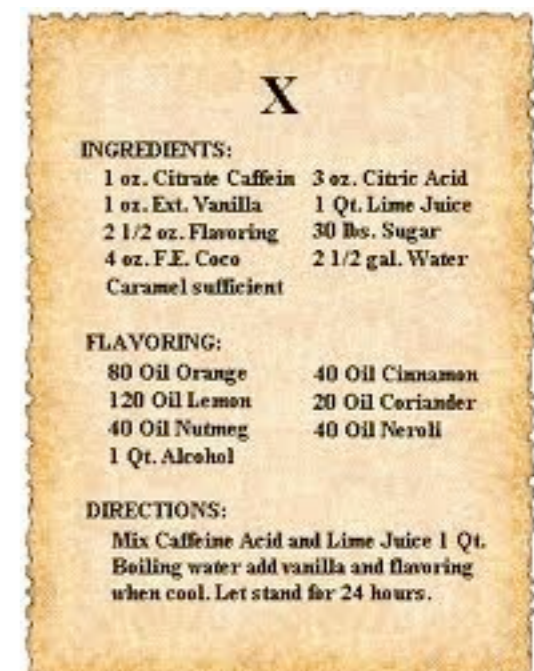 X
INGREDIENTS:
1 oz. Citrate Caffein 3 oz. Citric Acid
1 oz. Ext. Vanilla 1 Qt. Lime Juice
2 1/2 oz. Flavoring 30 lbs. Sugar
4 oz. F.E. Coco 2 1/2 gal. Water
Caramel sufficient
FLAVORING:
80 Oil Orange 40 Oil Cinnamon
120 Oil Lemon 20 Oil Coriander
40 Oil Nutmeg 40 Oil Neroli
1 Qt. Alcohol
DIRECTIONS:
Mix Caffeine Acid and Lime Juice 1 Qt.
Boiling water add vanilla and flavoring
when cool. Let stand for 24 hours.